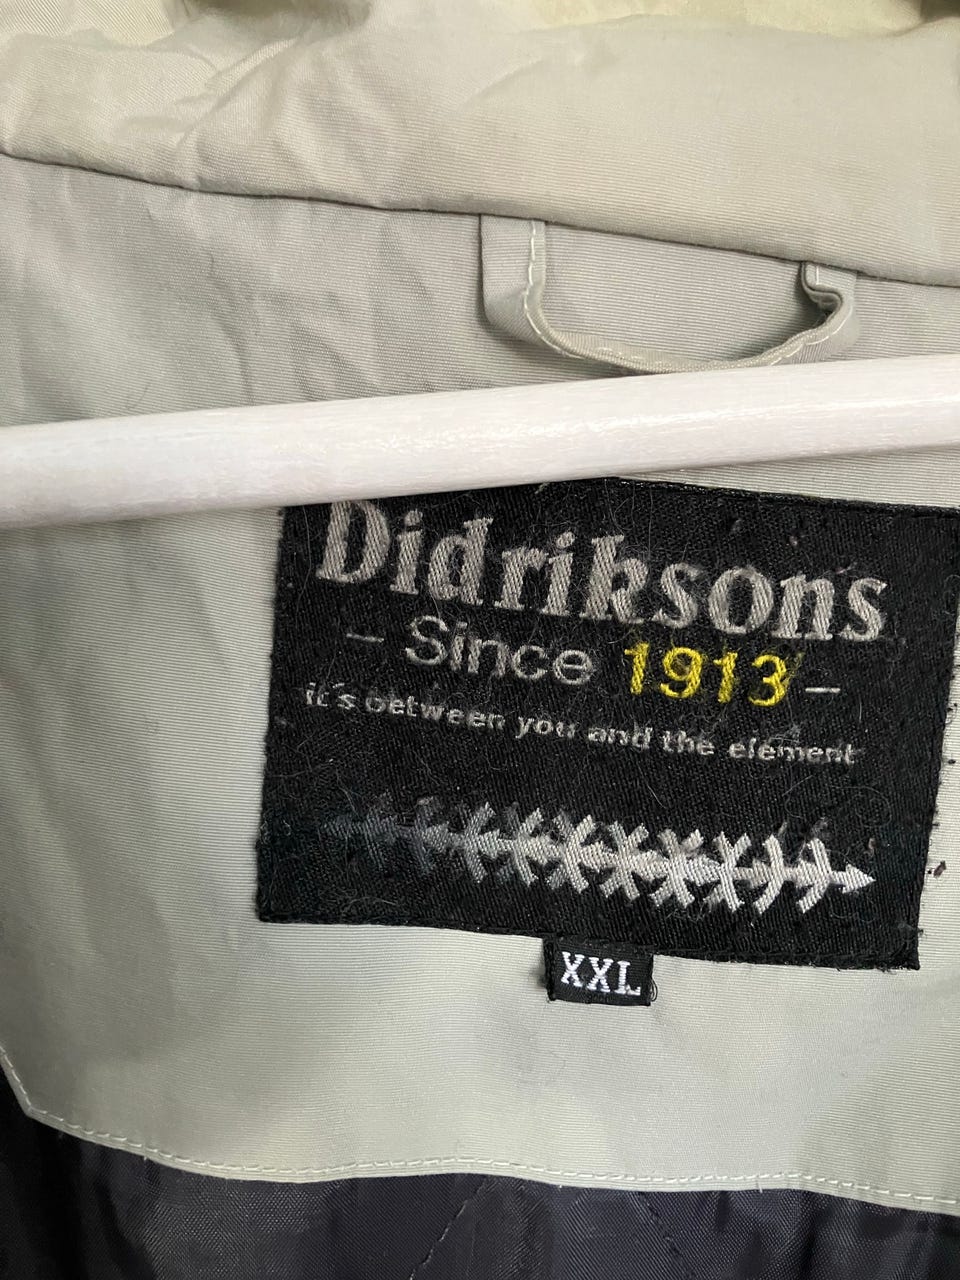 Didriksons
- Since 1913 -
it's between you and the element
XXL